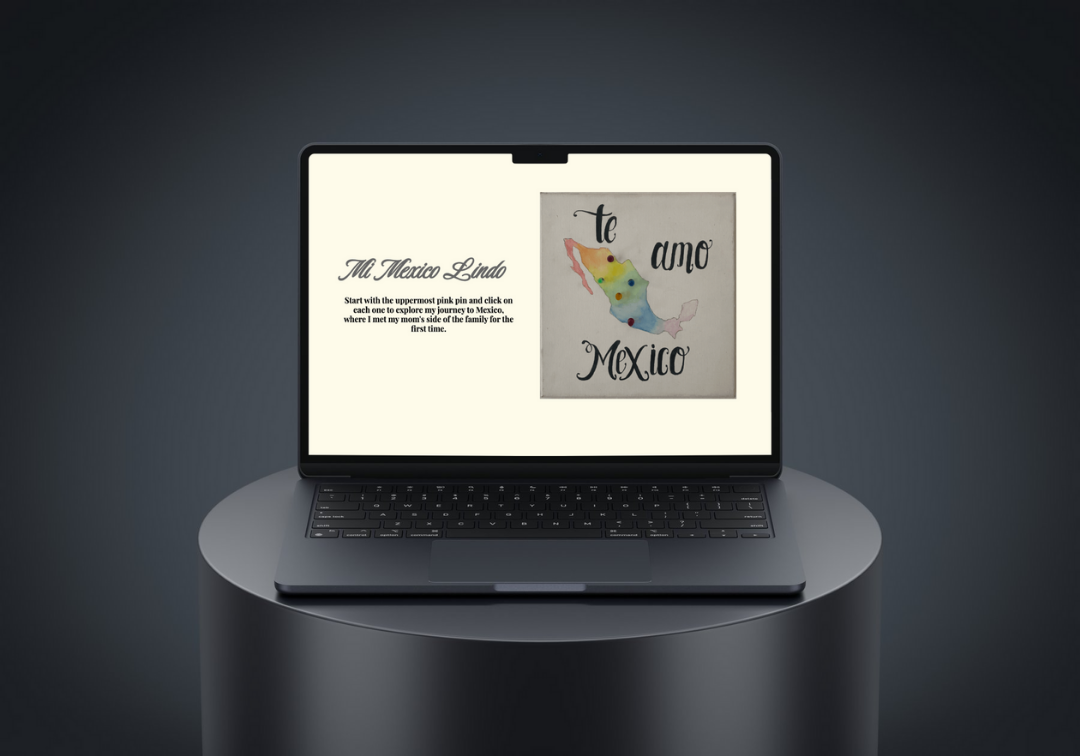 Mi Mexico Lindo
Start with the uppermost pink pin and click on
each one to explore my journey to Mexico,
where I met my mom's side of the family for the
first time.
te
amo
Mexico